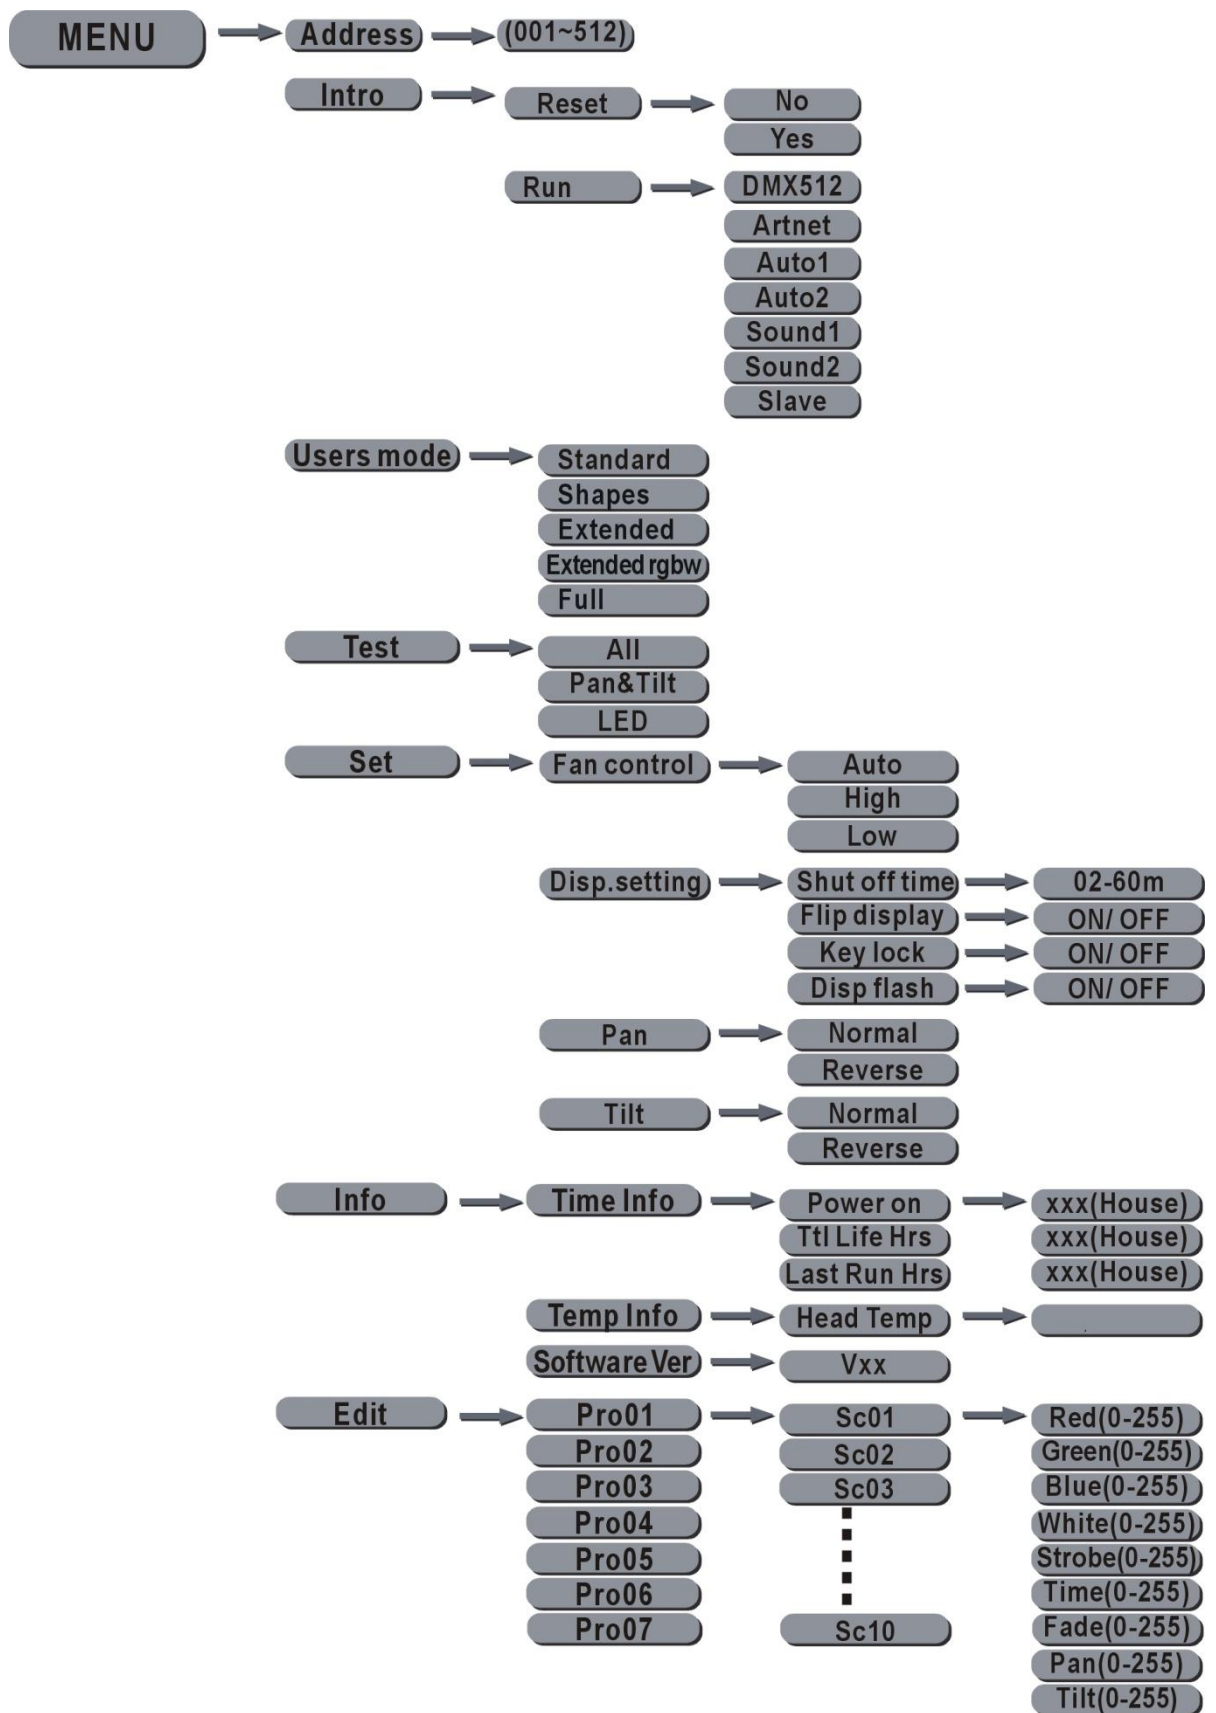 MENU Address (001~512)
Intro Reset No
Yes
Run DMX512
Artnet
Auto1
Auto2
Sound1
Sound2
Slave
Users mode Standard
Shapes
Extended
Extended rgbw
Full
Test All
Pan&Tilt
LED
Set Fan control Auto
High
Low
Disp.setting Shut off time 02-60m
Flip display ON/ OFF
Key lock ON/ OFF
Disp flash ON/ OFF
Pan Normal
Reverse
Tilt Normal
Reverse
Info Time Info Power on xxx(House)
Ttl Life Hrs xxx(House)
Last Run Hrs xxx(House)
Temp Info Head Temp
Software Ver Vxx
Edit Pro01 Sc01 Red(0-255)
Pro02 Sc02 Green(0-255)
Pro03 Sc03 Blue(0-255)
Pro04 White(0-255)
Pro05 Strobe(0-255)
Pro06 Time(0-255)
Pro07 Sc10 Fade(0-255)
Pan(0-255)
Tilt(0-255)